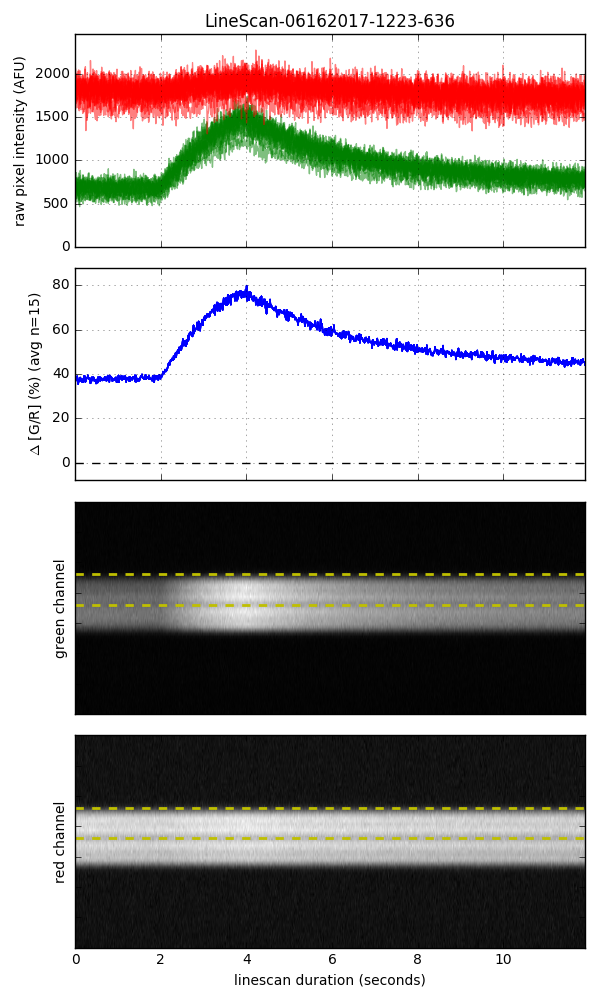 LineScan-06162017-1223-636
raw pixel intensity (AFU)
2000
1500
1000
500
0
Δ [G/R] (%) (avg n=15)
80
60
40
20
0
green channel
red channel
0 2 4 6 8 10
linescan duration (seconds)